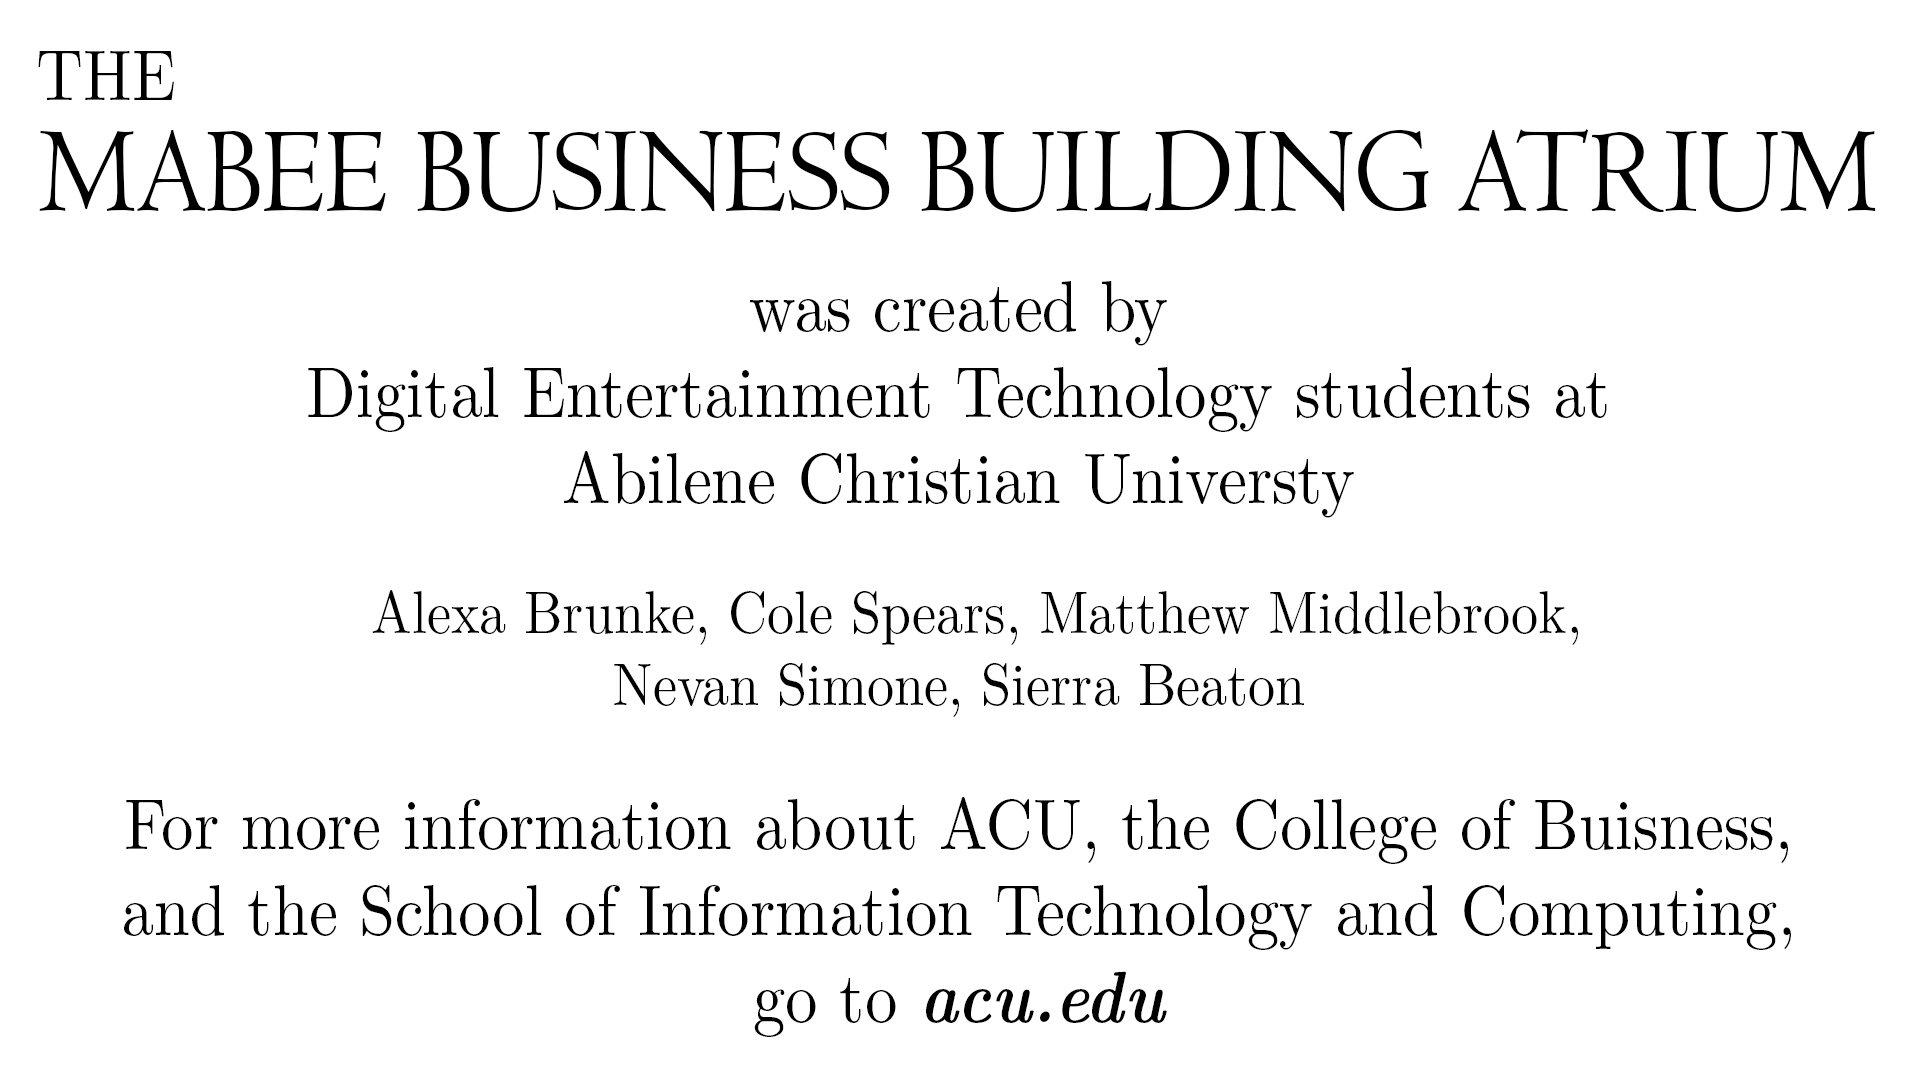 THE
MABEE BUSINESS BUILDING ATRIUM
was created by
Digital Entertainment Technology students at
Abilene Christian Universty
Alexa Brunke, Cole Spears, Matthew Middlebrook,
Nevan Simone, Sierra Beaton
For more information about ACU, the College of Buisness,
and the School of Information Technology and Computing,
go to acu.edu